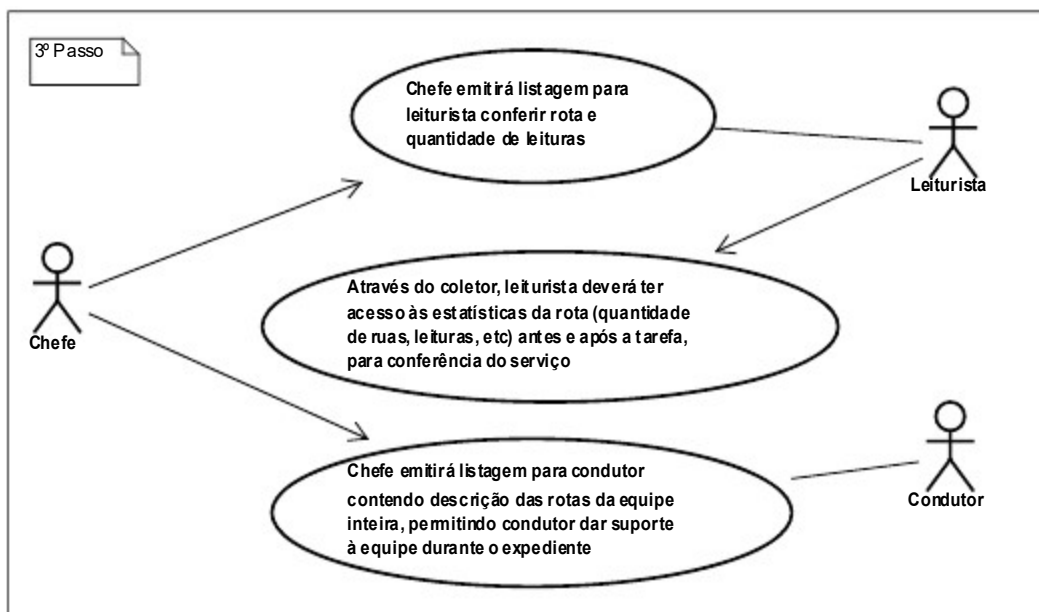 3º Passo
Chefe emitirá listagem para
leiturista conferir rota e
quantidade de leituras
Leiturista
Através do coletor, leiturista deverá ter
acesso às estatísticas da rota (quantidade
de ruas, leituras, etc) antes e após a tarefa,
para conferência do serviço
Chefe
Chefe emitirá listagem para condutor
contendo descrição das rotas da equipe
inteira, permitindo condutor dar suporte
à equipe durante o expediente
Condutor